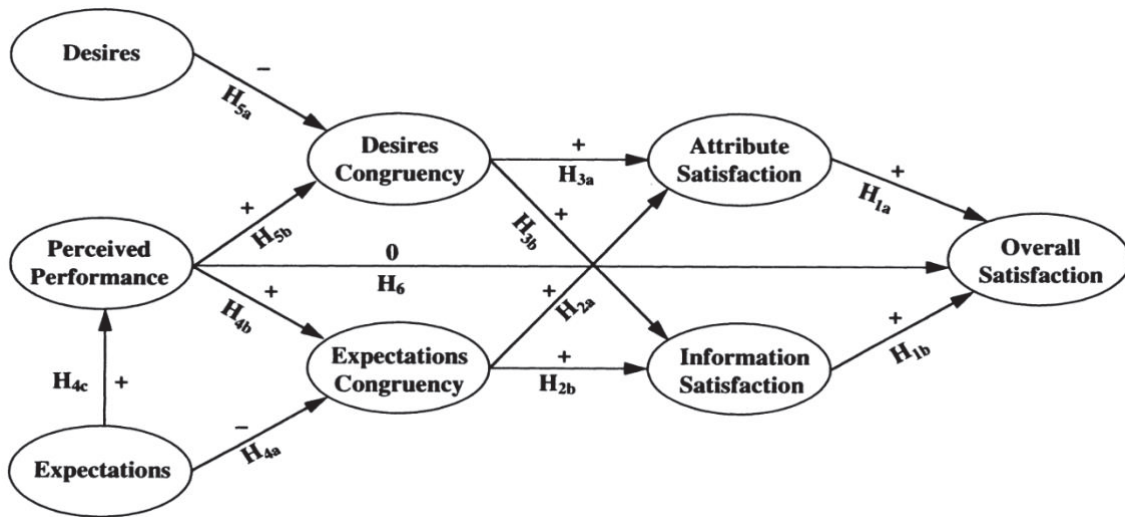 Desires
−
H5a
Desires
Congruency
+
H3a
Attribute
Satisfaction
+
H1a
+
H5b
+
H3b
Perceived
Performance
0
H6
Overall
Satisfaction
+
H4b
+
H2a
Expectations
Congruency
+
H2b
Information
Satisfaction
+
H1b
H4c
+
Expectations
−
H4a